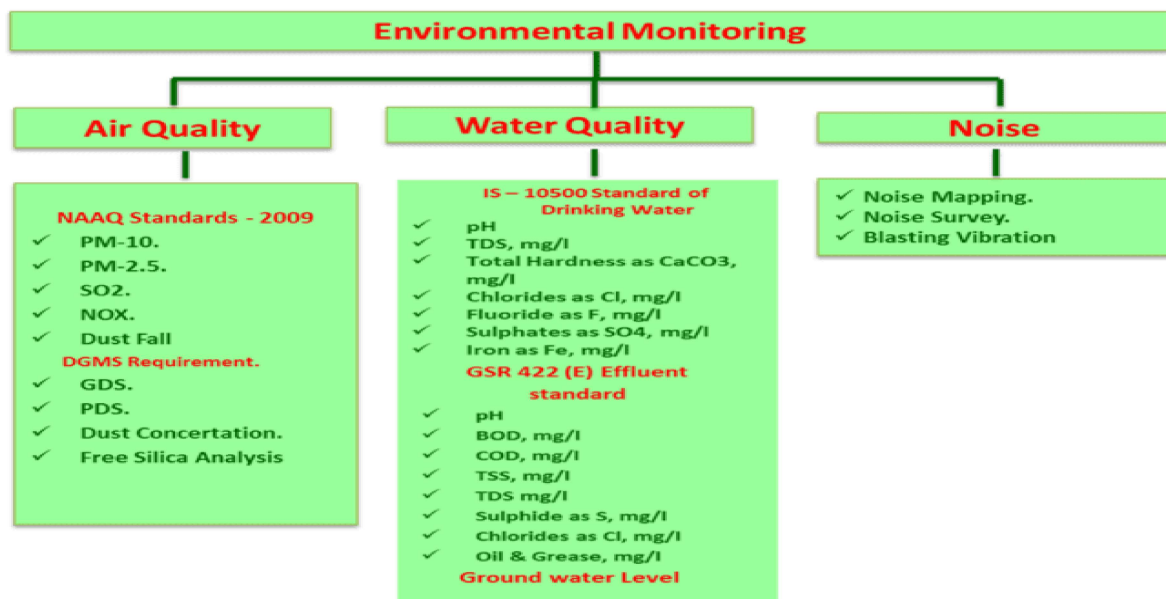 Environmental Monitoring
Air Quality
NAAQ Standards - 2009
✓ PM-10.
✓ PM-2.5.
✓ SO2.
✓ NOX.
✓ Dust Fall
DGMS Requirement.
✓ GDS.
✓ PDS.
✓ Dust Concertation.
✓ Free Silica Analysis
Water Quality
IS – 10500 Standard of
Drinking Water
✓ pH
✓ TDS, mg/l
✓ Total Hardness as CaCO3,
mg/l
✓ Chlorides as Cl, mg/l
✓ Fluoride as F, mg/l
✓ Sulphates as SO4, mg/l
✓ Iron as Fe, mg/l
GSR 422 (E) Effluent
standard
✓ pH
✓ BOD, mg/l
✓ COD, mg/l
✓ TSS, mg/l
✓ TDS mg/l
✓ Sulphide as S, mg/l
✓ Chlorides as Cl, mg/l
✓ Oil & Grease, mg/l
Ground water Level
Noise
✓ Noise Mapping.
✓ Noise Survey.
✓ Blasting Vibration